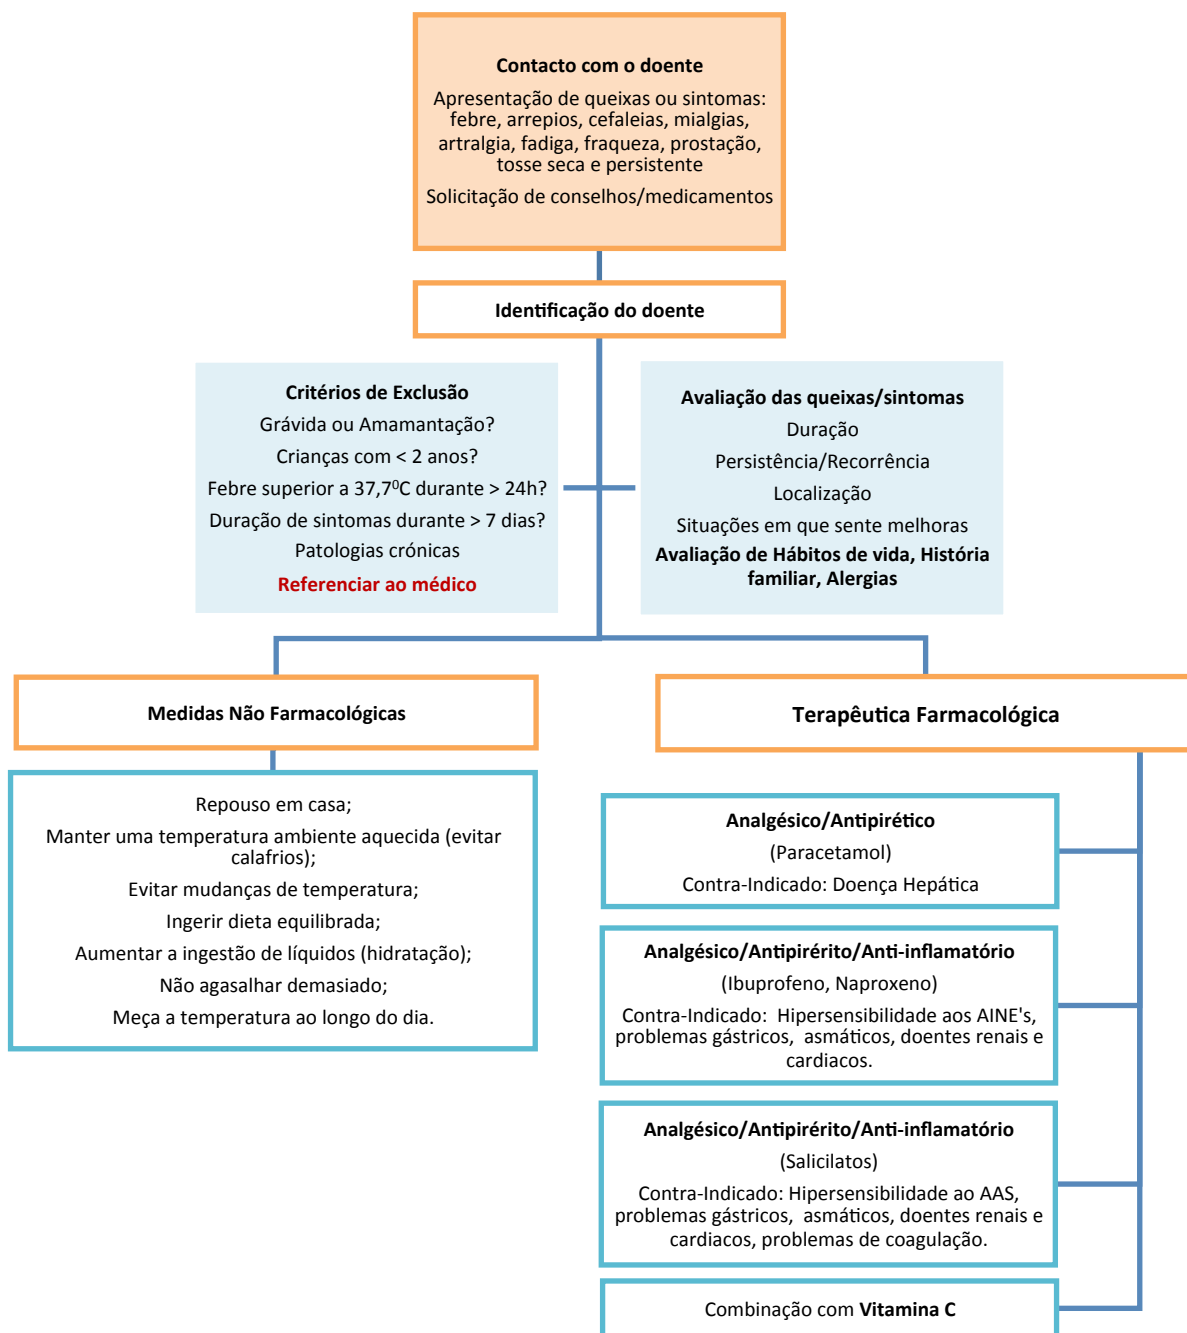 Contacto com o doente
Apresentação de queixas ou sintomas:
febre, arrepios, cefaleias, mialgias,
artralgia, fadiga, fraqueza, prostação,
tosse seca e persistente
Solicitação de conselhos/medicamentos
Identificação do doente
Critérios de Exclusão
Grávida ou Amamantação?
Crianças com < 2 anos?
Febre superior a 37,7⁰C durante > 24h?
Duração de sintomas durante > 7 dias?
Patologias crónicas
Referenciar ao médico
Avaliação das queixas/sintomas
Duração
Persistência/Recorrência
Localização
Situações em que sente melhoras
Avaliação de Hábitos de vida, História
familiar, Alergias
Medidas Não Farmacológicas
Repouso em casa;
Manter uma temperatura ambiente aquecida (evitar
calafrios);
Evitar mudanças de temperatura;
Ingerir dieta equilibrada;
Aumentar a ingestão de líquidos (hidratação);
Não agasalhar demasiado;
Meça a temperatura ao longo do dia.
Terapêutica Farmacológica
Analgésico/Antipirético
(Paracetamol)
Contra-Indicado: Doença Hepática
Analgésico/Antipirérito/Anti-inflamatório
(Ibuprofeno, Naproxeno)
Contra-Indicado: Hipersensibilidade aos AINE's,
problemas gástricos, asmáticos, doentes renais e
cardiacos.
Analgésico/Antipirérito/Anti-inflamatório
(Salicilatos)
Contra-Indicado: Hipersensibilidade ao AAS,
problemas gástricos, asmáticos, doentes renais e
cardiacos, problemas de coagulação.
Combinação com Vitamina C